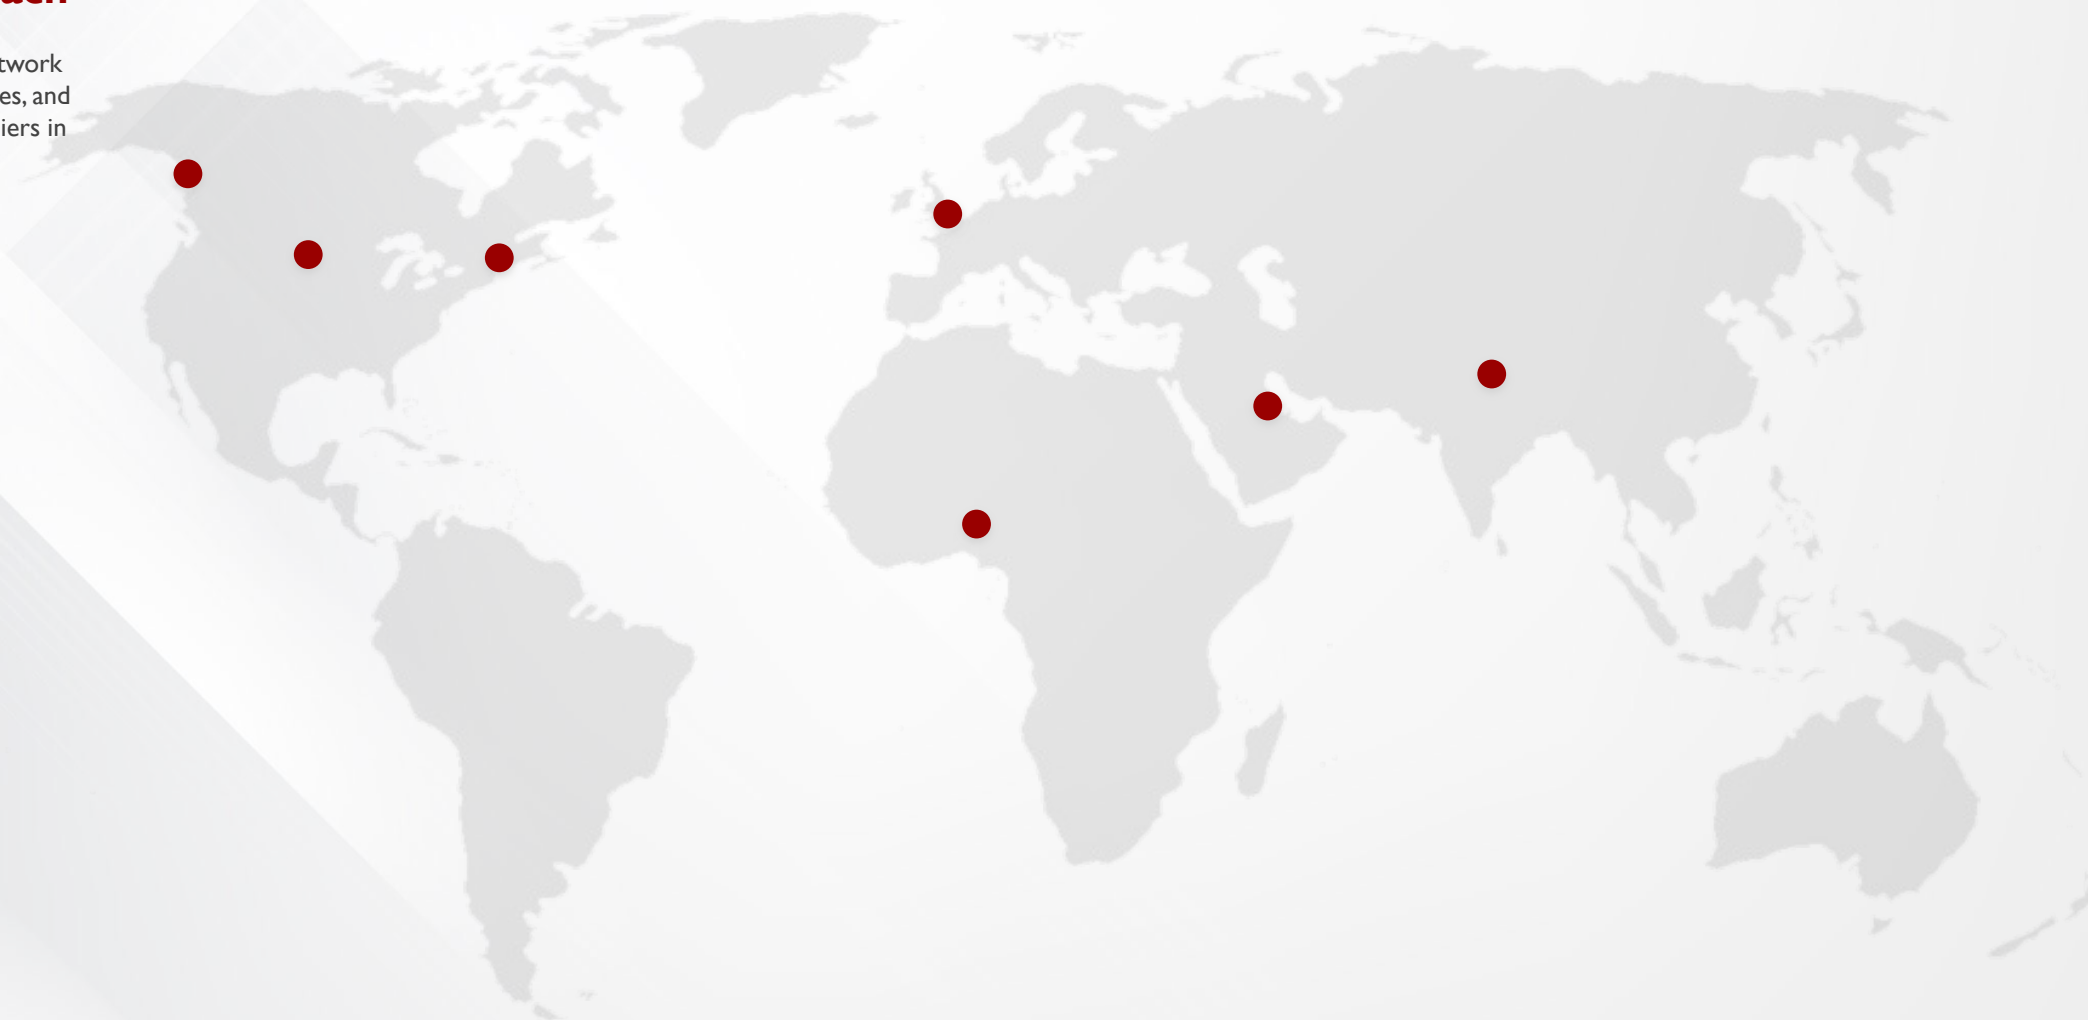 twork
es, and
iers in